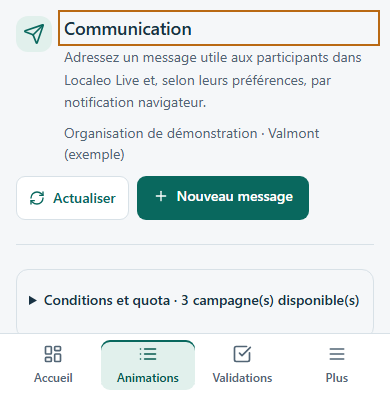 Communication
Adressez un message utile aux participants dans
Localeo Live et, selon leurs préférences, par
notification navigateur.
Organisation de démonstration · Valmont
(exemple)
Actualiser
Nouveau message
Conditions et quota · 3 campagne(s) disponible(s)
Accueil
Animations
Validations
Plus